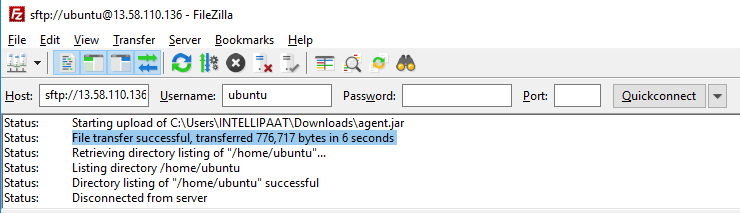 sftp://ubuntu@13.58.110.136 - FileZilla
File Edit View Transfer Server Bookmarks Help
Host: sftp://13.58.110.136 Username: ubuntu Password: Port: Quickconnect
Status: Starting upload of C:\Users\INTELLIPAAT\Downloads\agent.jar
Status: File transfer successful, transferred 776,717 bytes in 6 seconds
Status: Retrieving directory listing of "/home/ubuntu"...
Status: Listing directory /home/ubuntu
Status: Directory listing of "/home/ubuntu" successful
Status: Disconnected from server